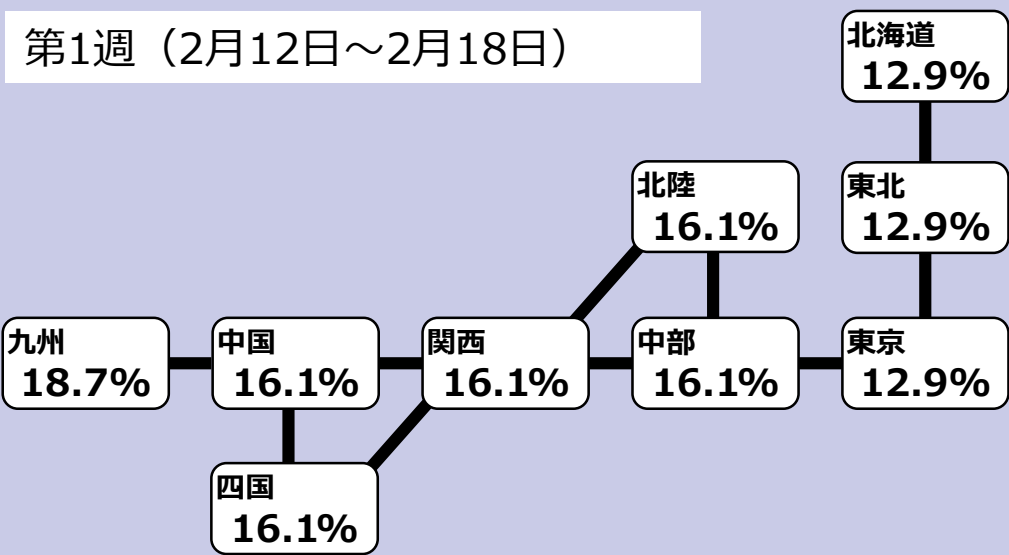 第1週（2月12日～2月18日）
北海道
12.9%
北陸
16.1%
東北
12.9%
九州
18.7%
中国
16.1%
関西
16.1%
中部
16.1%
東京
12.9%
四国
16.1%